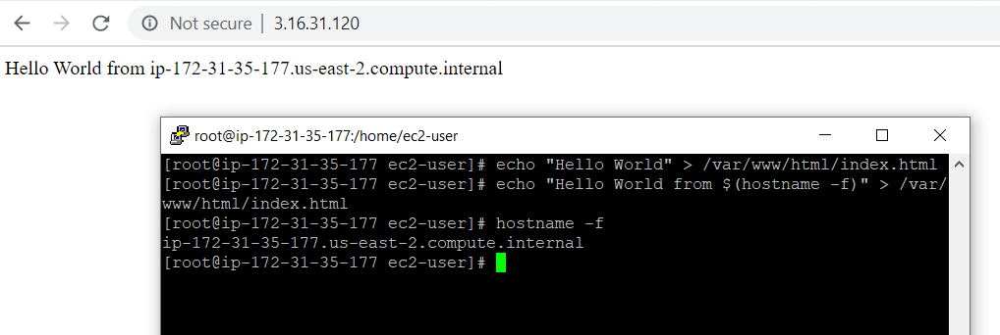 Not secure | 3.16.31.120
Hello World from ip-172-31-35-177.us-east-2.compute.internal
root@ip-172-31-35-177:/home/ec2-user
[root@ip-172-31-35-177 ec2-user]# echo "Hello World" > /var/www/html/index.html
[root@ip-172-31-35-177 ec2-user]# echo "Hello World from $(hostname -f)" > /var/
www/html/index.html
[root@ip-172-31-35-177 ec2-user]# hostname -f
ip-172-31-35-177.us-east-2.compute.internal
[root@ip-172-31-35-177 ec2-user]#